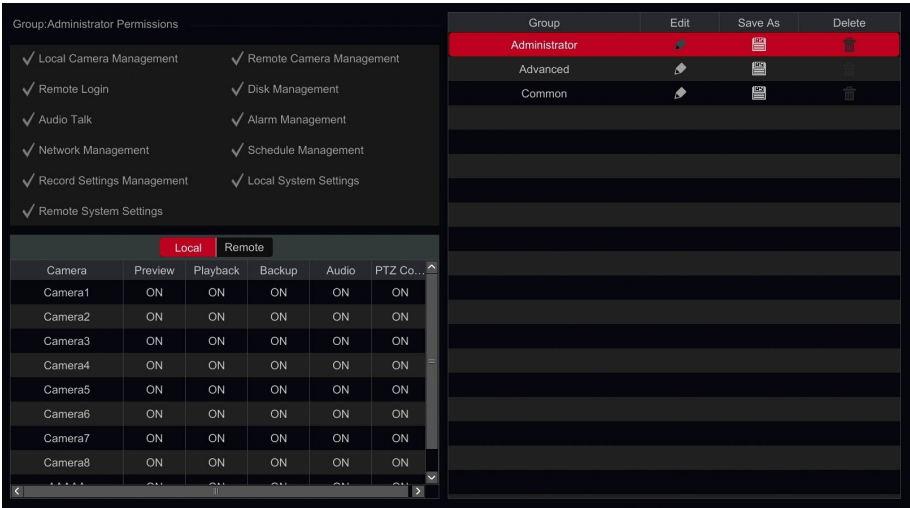 Group:Administrator Permissions
Local Camera Management
Remote Camera Management
Remote Login
Disk Management
Audio Talk
Alarm Management
Network Management
Schedule Management
Record Settings Management
Local System Settings
Remote System Settings
Local Remote
Camera Preview Playback Backup Audio PTZ Co...
Camera1 ON ON ON ON ON
Camera2 ON ON ON ON ON
Camera3 ON ON ON ON ON
Camera4 ON ON ON ON ON
Camera5 ON ON ON ON ON
Camera6 ON ON ON ON ON
Camera7 ON ON ON ON ON
Camera8 ON ON ON ON ON
Group Edit Save As Delete
Administrator
Advanced
Common